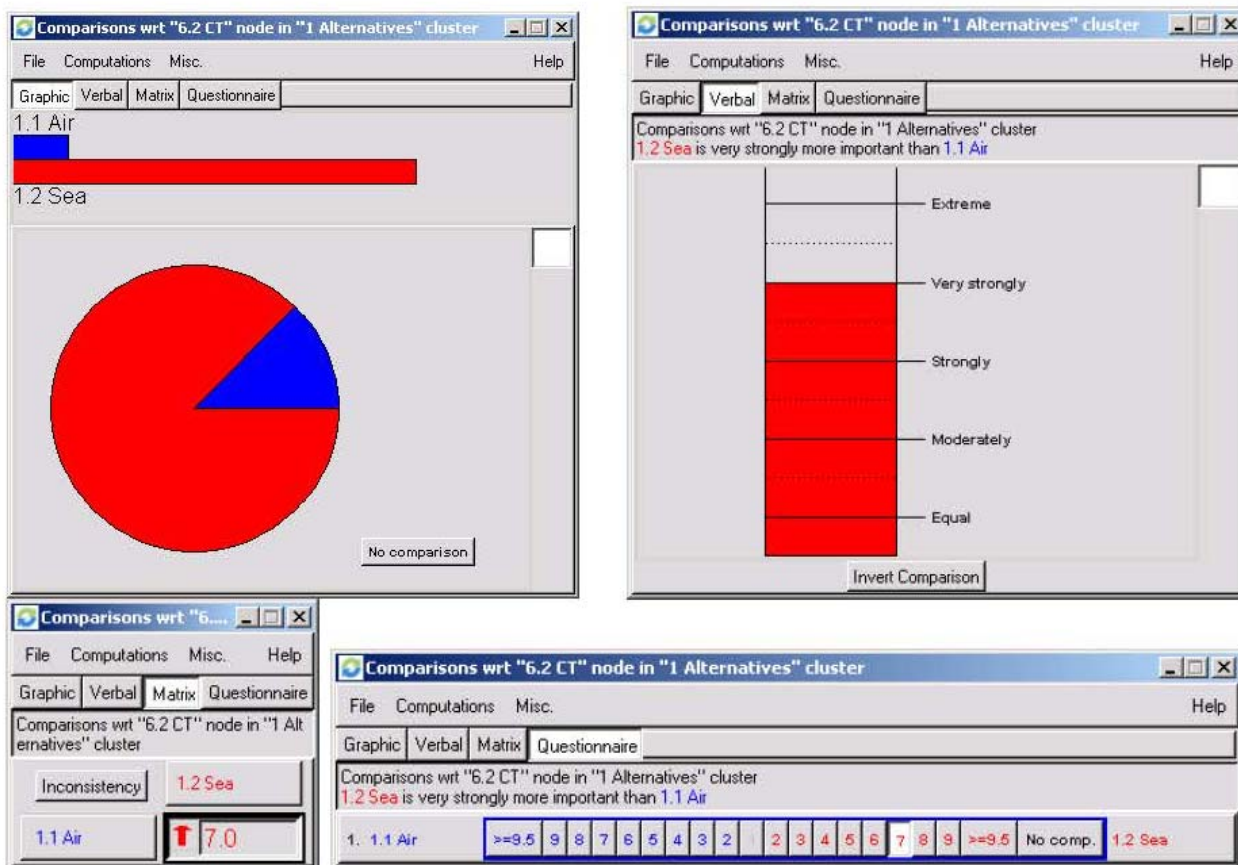 Comparisons wrt "6.2 CT" node in "1 Alternatives" cluster
File Computations Misc. Help
Graphic Verbal Matrix Questionnaire
1.1 Air
1.2 Sea
No comparison
Comparisons wrt "6.2 CT" node in "1 Alternatives" cluster
File Computations Misc. Help
Graphic Verbal Matrix Questionnaire
Comparisons wrt "6.2 CT" node in "1 Alternatives" cluster
1.2 Sea is very strongly more important than 1.1 Air
Extreme
Very strongly
Strongly
Moderately
Equal
Invert Comparison
Comparisons wrt "6....
File Computations Misc. Help
Graphic Verbal Matrix Questionnaire
Comparisons wrt "6.2 CT" node in "1 Alt
ernatives" cluster
Inconsistency 1.2 Sea
1.1 Air 7.0
Comparisons wrt "6.2 CT" node in "1 Alternatives" cluster
File Computations Misc. Help
Graphic Verbal Matrix Questionnaire
Comparisons wrt "6.2 CT" node in "1 Alternatives" cluster
1.2 Sea is very strongly more important than 1.1 Air
1. 1.1 Air >=9.5 9 8 7 6 5 4 3 2 1 2 3 4 5 6 7 8 9 >=9.5 No comp. 1.2 Sea